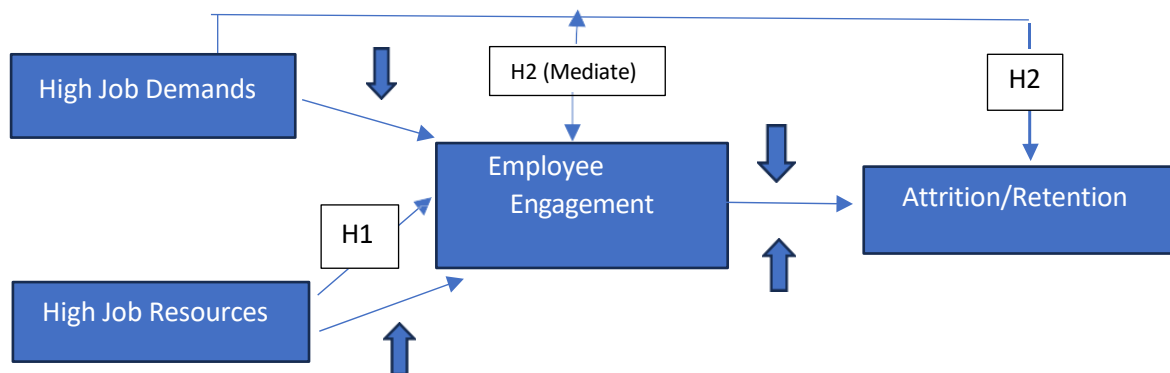 High Job Demands
H2 (Mediate)
H2
Employee
Engagement
Attrition/Retention
H1
High Job Resources